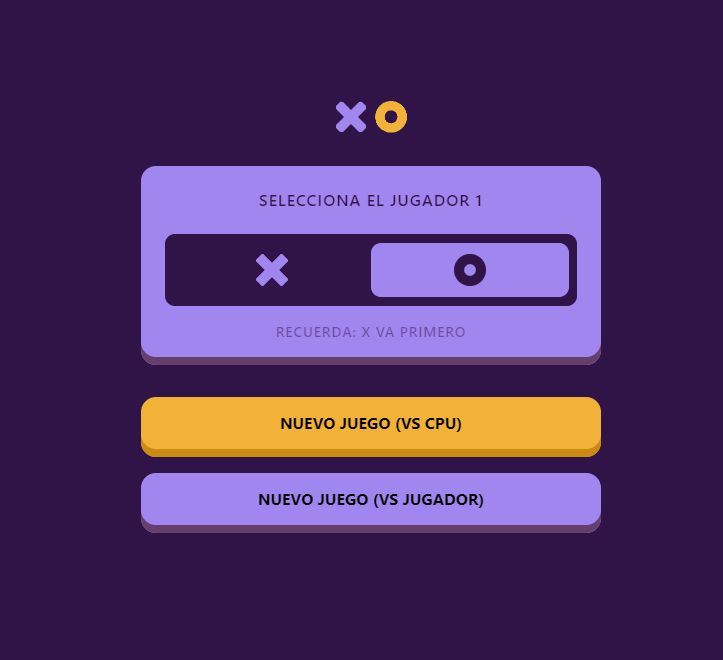 SELECCIONA EL JUGADOR 1
RECUERDA: X VA PRIMERO
NUEVO JUEGO (VS CPU)
NUEVO JUEGO (VS JUGADOR)